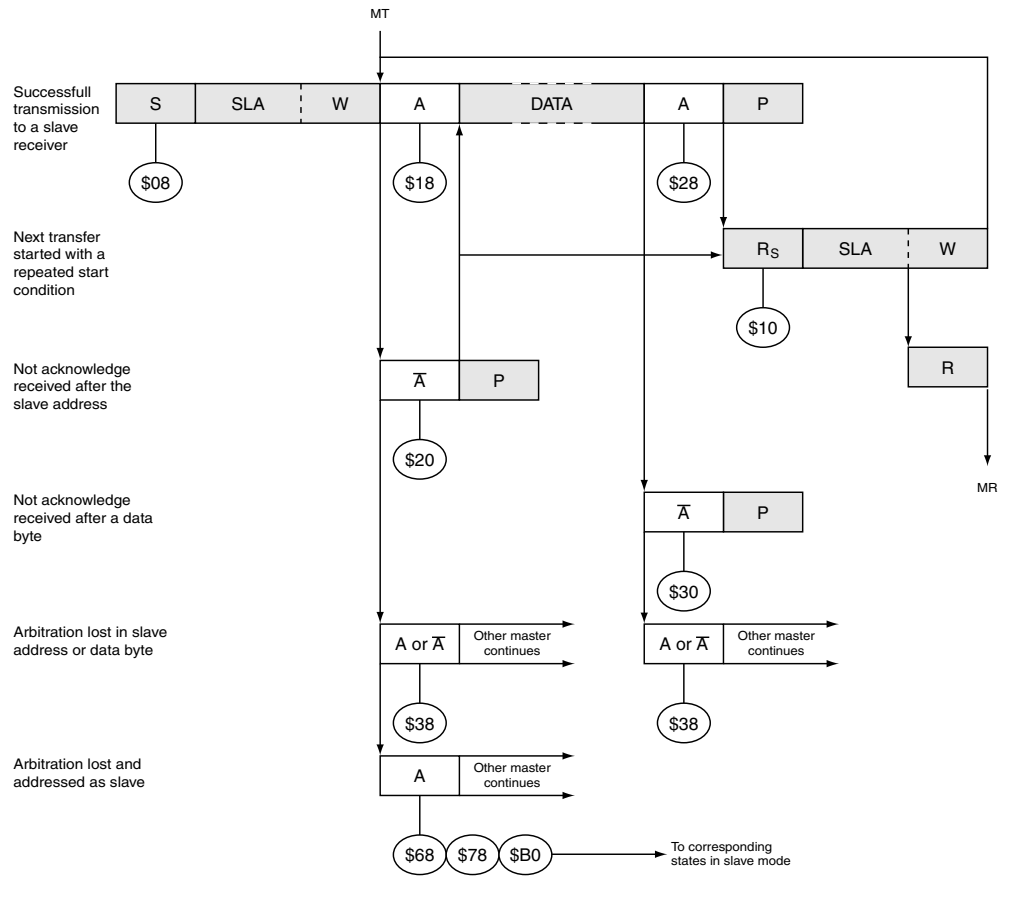 MT
Successfull
transmission
to a slave
receiver
S SLA W A DATA A P
$08 $18 $28
Next transfer
started with a
repeated start
condition
RS SLA W
$10
Not acknowledge
received after the
slave address
A̅ P
R
$20
MR
Not acknowledge
received after a data
byte
A̅ P
$30
Arbitration lost in slave
address or data byte
A or A̅
Other master
continues
A or A̅
Other master
continues
$38 $38
Arbitration lost and
addressed as slave
A
Other master
continues
$68 $78 $B0
To corresponding
states in slave mode